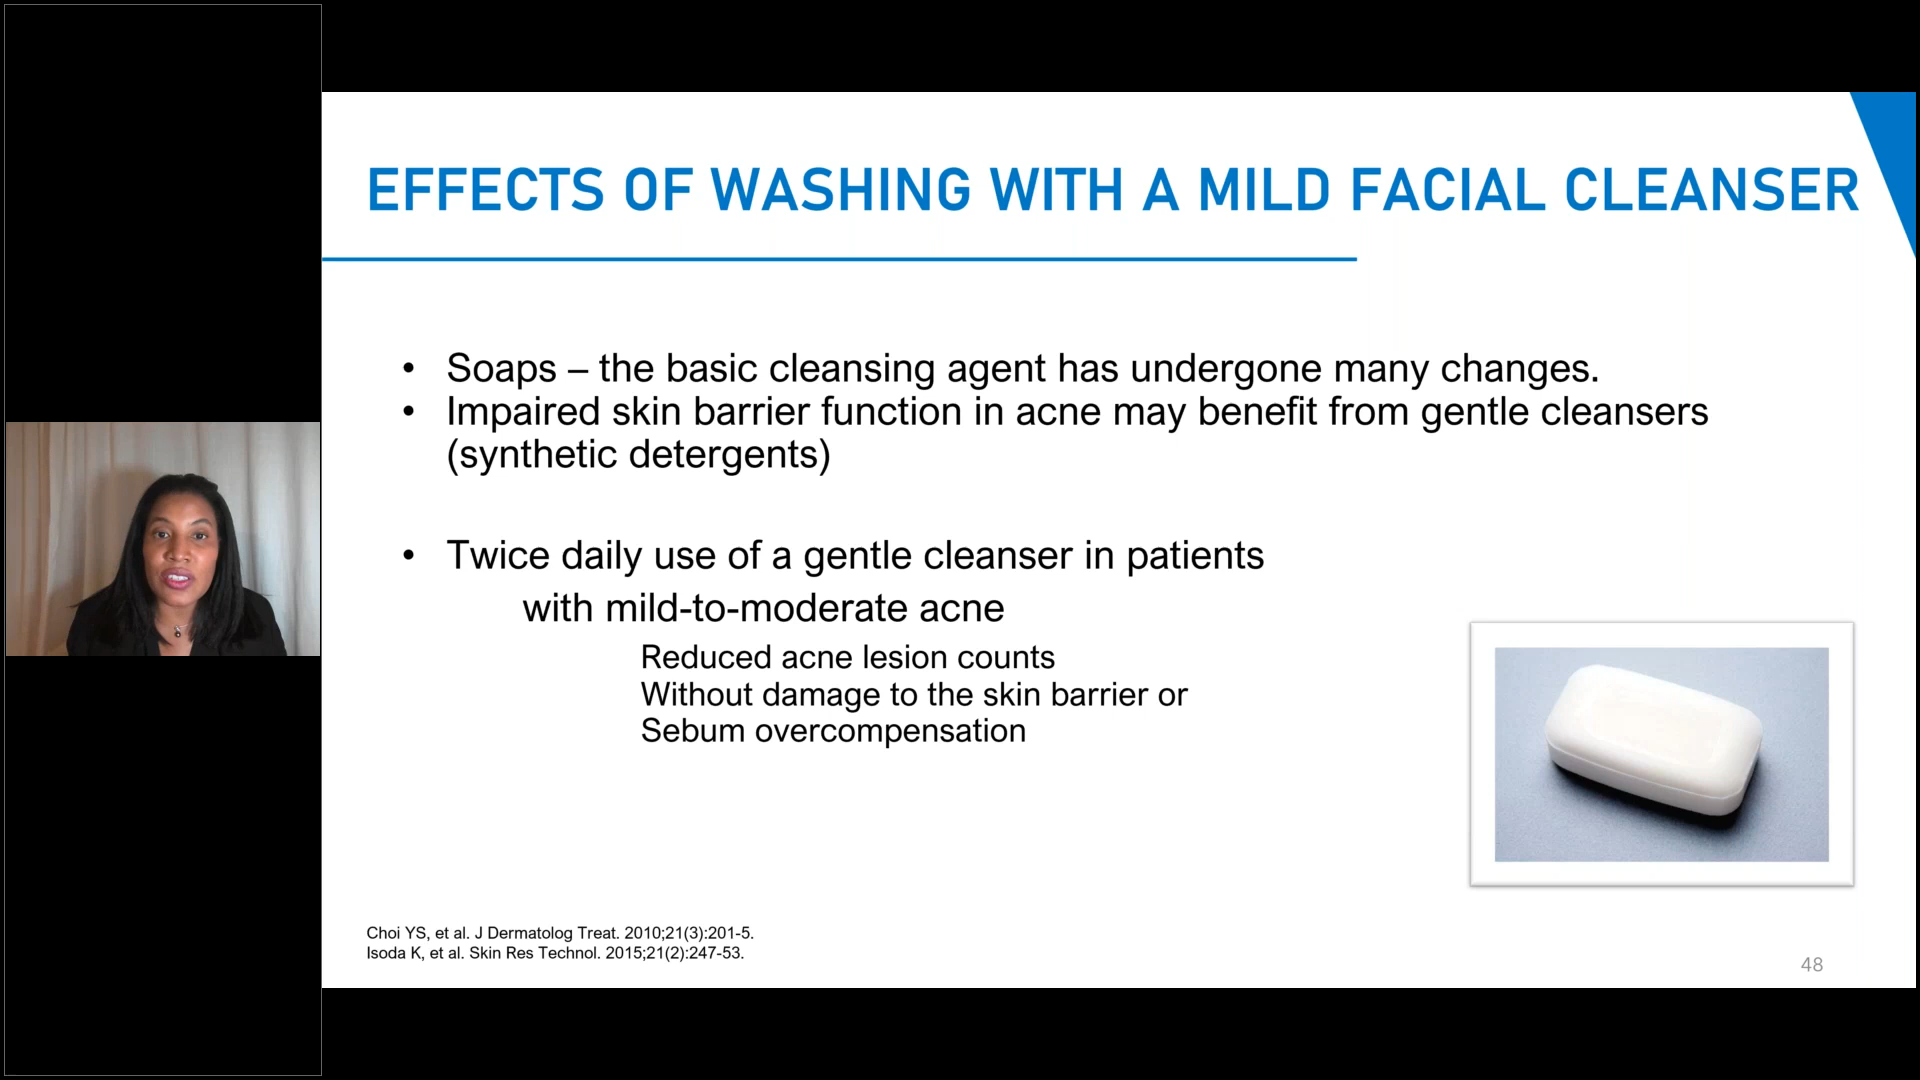 EFFECTS OF WASHING WITH A MILD FACIAL CLEANSER
• Soaps – the basic cleansing agent has undergone many changes.
• Impaired skin barrier function in acne may benefit from gentle cleansers
(synthetic detergents)
• Twice daily use of a gentle cleanser in patients
with mild-to-moderate acne
Reduced acne lesion counts
Without damage to the skin barrier or
Sebum overcompensation
Choi YS, et al. J Dermatolog Treat. 2010;21(3):201-5.
Isoda K, et al. Skin Res Technol. 2015;21(2):247-53.
48